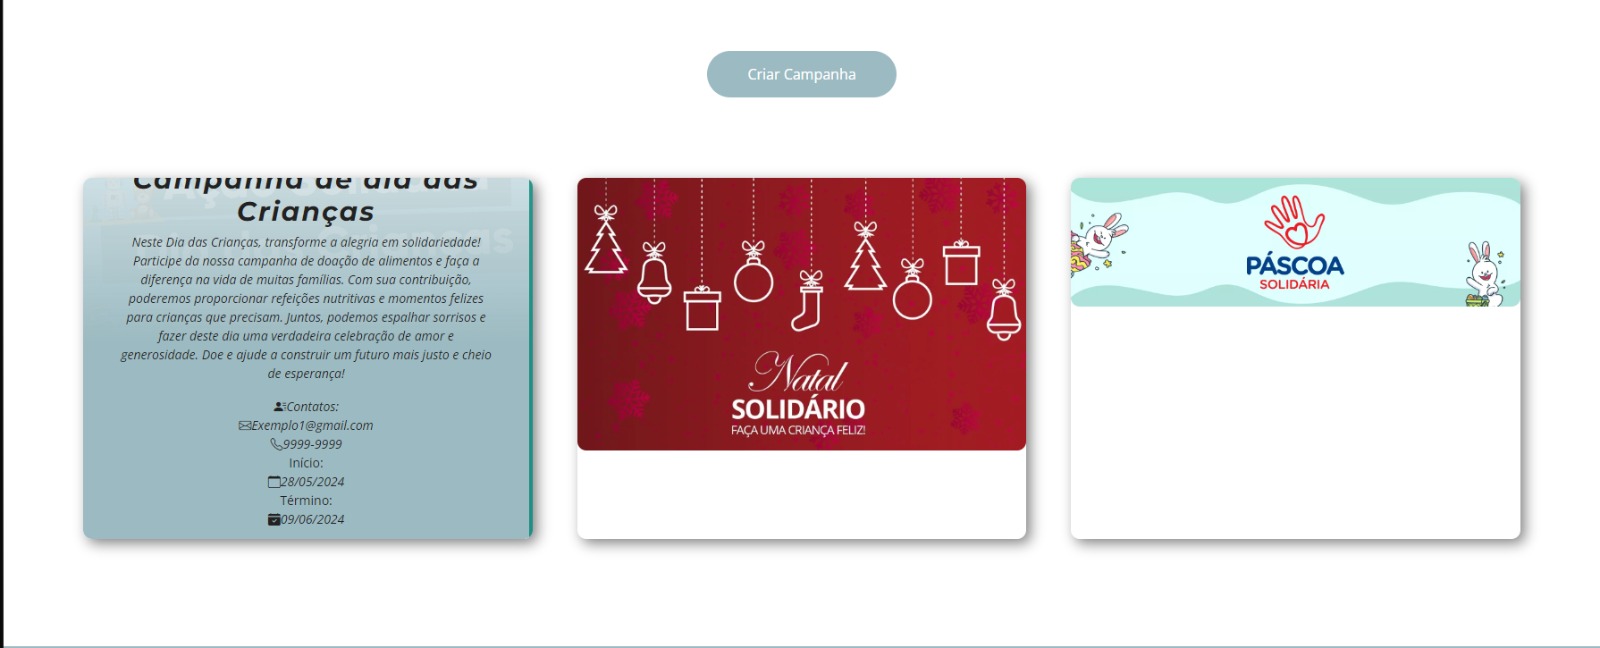 Criar Campanha
Campanha de dia das
Crianças
Neste Dia das Crianças, transforme a alegria em solidariedade!
Participe da nossa campanha de doação de alimentos e faça a
diferença na vida de muitas famílias. Com sua contribuição,
poderemos proporcionar refeições nutritivas e momentos felizes
para crianças que precisam. Juntos, podemos espalhar sorrisos e
fazer deste dia uma verdadeira celebração de amor e
generosidade. Doe e ajude a construir um futuro mais justo e cheio
de esperança!
Contatos:
Exemplo1@gmail.com
9999-9999
Início:
28/05/2024
Término:
09/06/2024
Natal
SOLIDÁRIO
FAÇA UMA CRIANÇA FELIZ!
PÁSCOA
SOLIDÁRIA